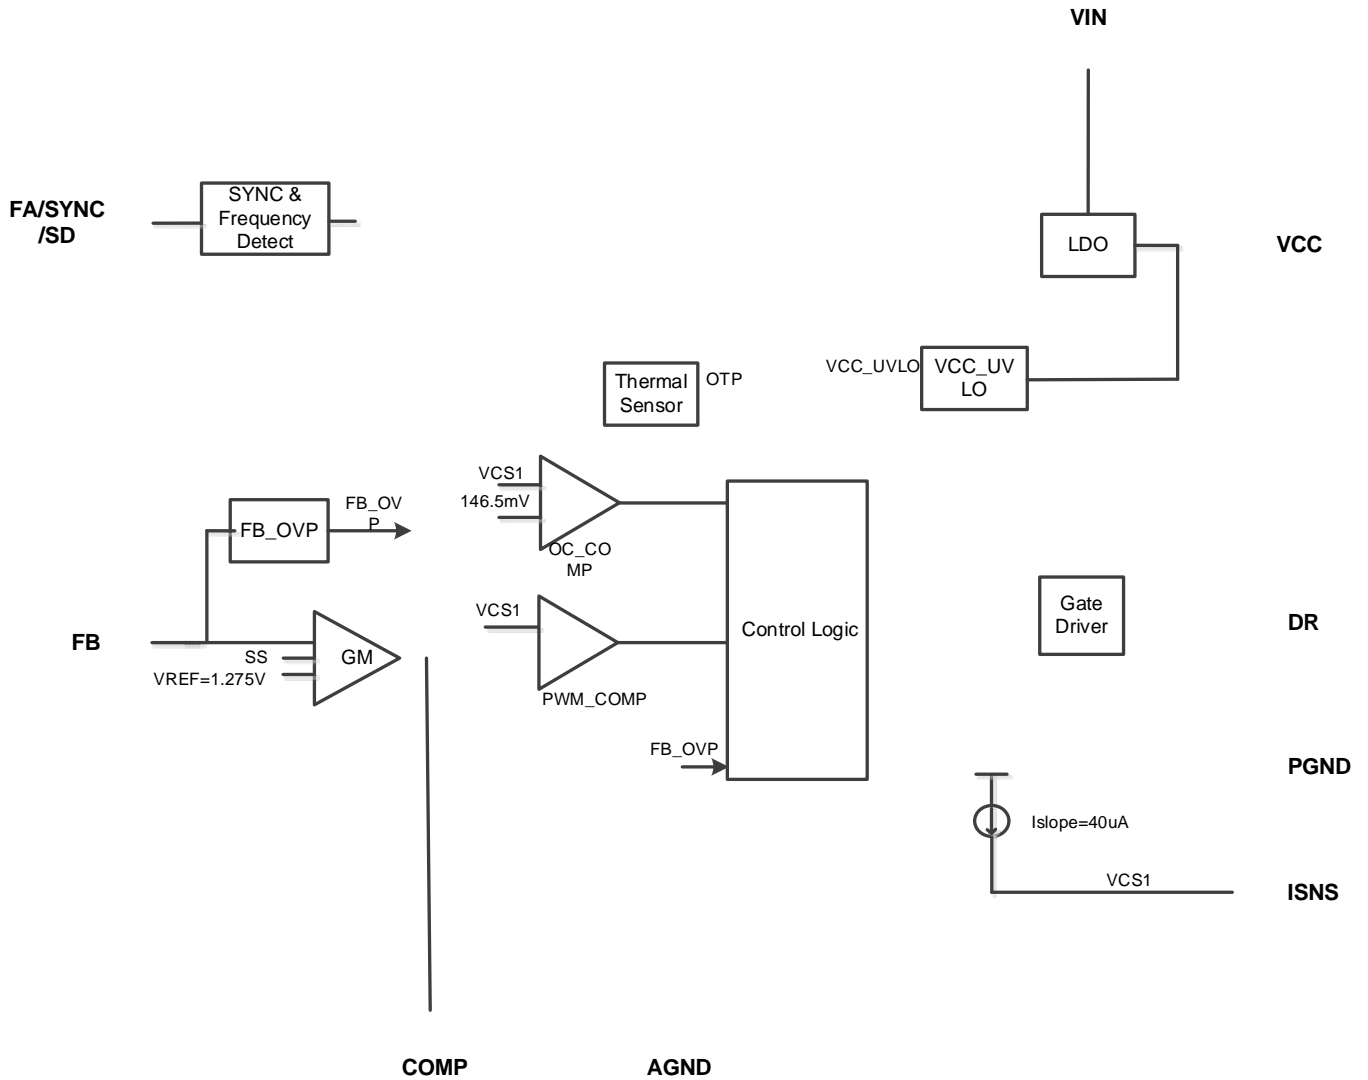 VIN
FA/SYNC
/SD
SYNC &
Frequency
Detect
LDO
VCC
VCC_UVLO
VCC_UV
LO
Thermal
Sensor
OTP
VCS1
146.5mV
OC_CO
MP
FB_OV
P
FB_OVP
VCS1
PWM_COMP
Control Logic
Gate
Driver
DR
FB
SS
VREF=1.275V
GM
FB_OVP
PGND
Islope=40uA
VCS1
ISNS
COMP
AGND